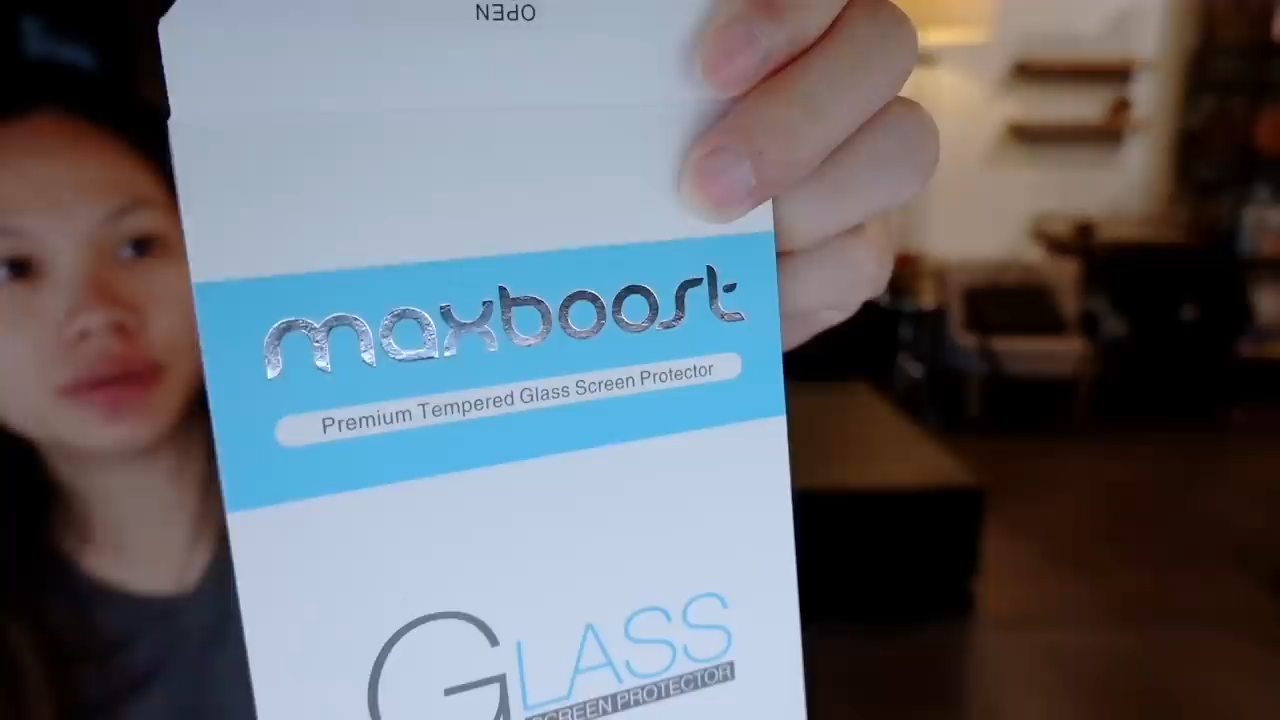 OPEN
maxboost
Premium Tempered Glass Screen Protector
GLASS
SCREEN PROTECTOR